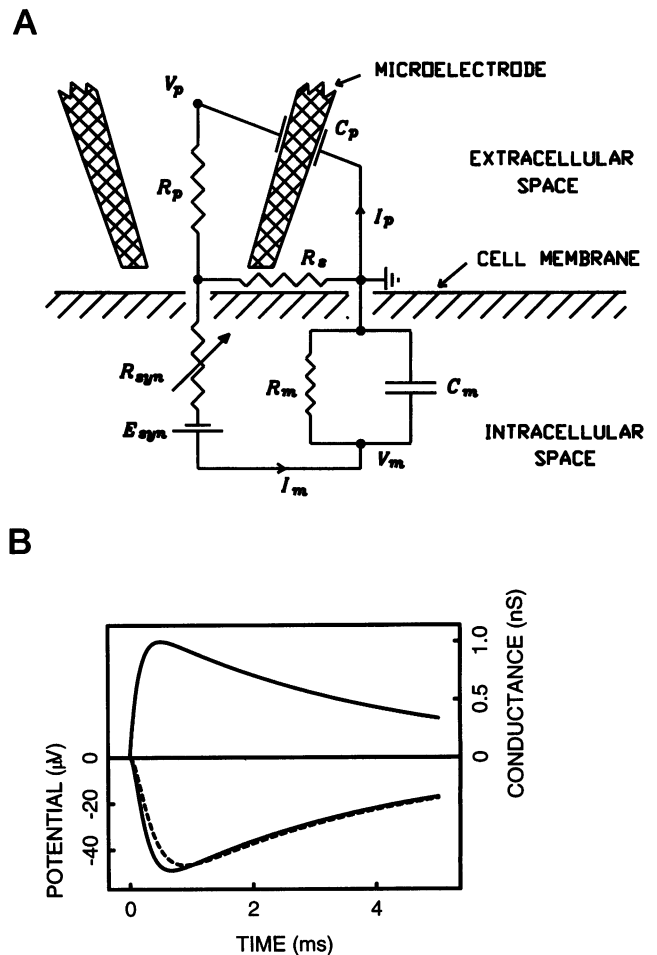 A
MICROELECTRODE
Vp
Cp
EXTRACELLULAR
SPACE
Rp
Ip
Rs
CELL MEMBRANE
Rsyn
Rm
Cm
Esyn
INTRACELLULAR
SPACE
Vm
Im
B
POTENTIAL (μV)
0
-20
-40
CONDUCTANCE (nS)
1.0
0.5
0
0
2
4
TIME (ms)